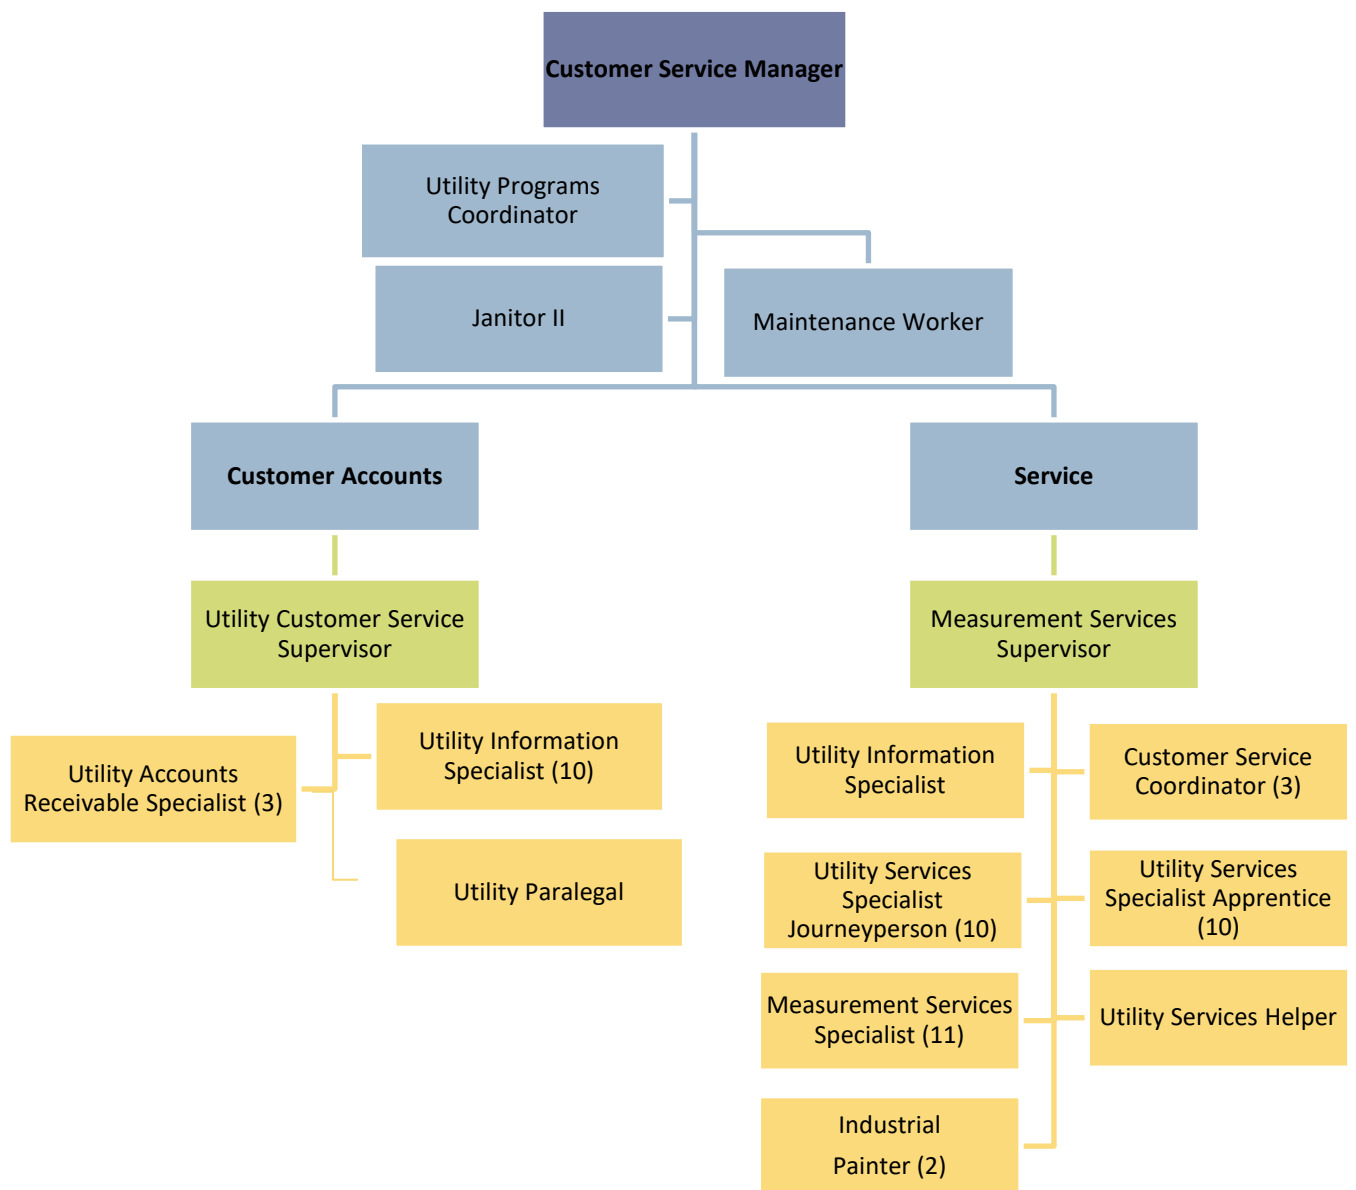 Customer Service Manager
Utility Programs
Coordinator
Janitor II
Maintenance Worker
Customer Accounts
Service
Utility Customer Service
Supervisor
Measurement Services
Supervisor
Utility Accounts
Receivable Specialist (3)
Utility Information
Specialist (10)
Utility Paralegal
Utility Information
Specialist
Customer Service
Coordinator (3)
Utility Services
Specialist
Journeyperson (10)
Utility Services
Specialist Apprentice
(10)
Measurement Services
Specialist (11)
Utility Services Helper
Industrial
Painter (2)